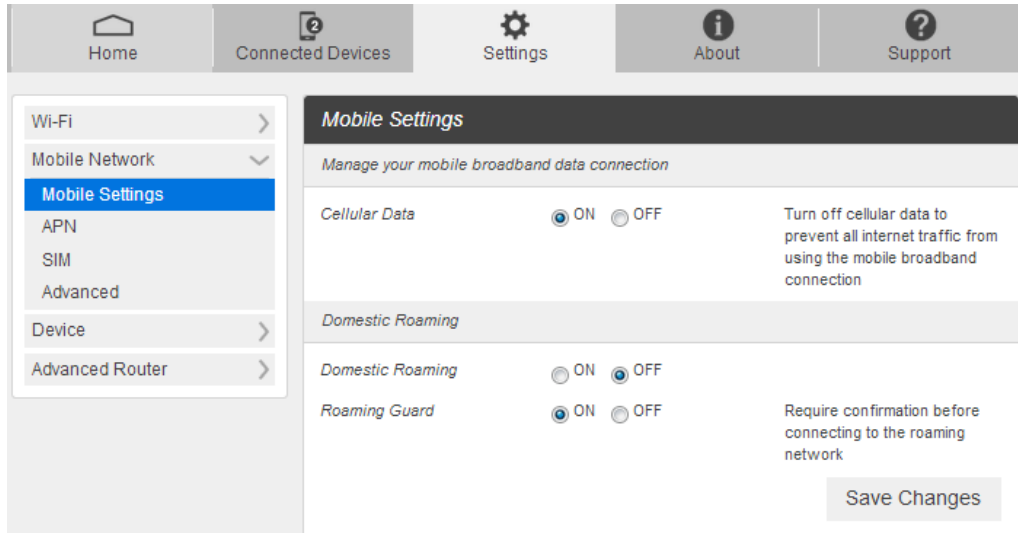 2
Home
Connected Devices
Settings
About
Support
Wi-Fi
Mobile Network
Mobile Settings
APN
SIM
Advanced
Device
Advanced Router
Mobile Settings
Manage your mobile broadband data connection
Cellular Data
ON OFF
Turn off cellular data to
prevent all internet traffic from
using the mobile broadband
connection
Domestic Roaming
Domestic Roaming
ON OFF
Roaming Guard
ON OFF
Require confirmation before
connecting to the roaming
network
Save Changes